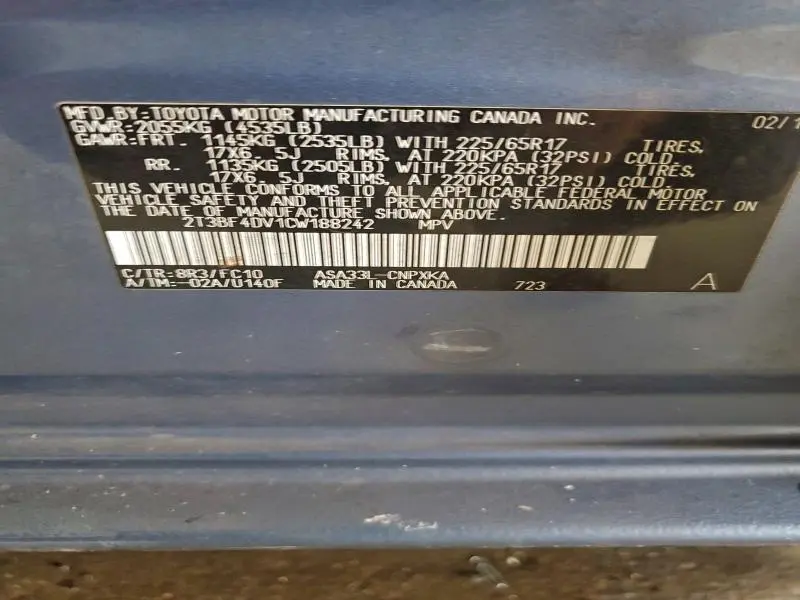 MFD. BY: TOYOTA MOTOR MANUFACTURING CANADA INC. 02/1
GVWR: 2055KG (4535LB)
GAWR: FRT. 1145KG (2535LB) WITH 225/65R17 TIRES,
17X6. 5J RIMS, AT 220KPA (32PSI) COLD.
RR. 1135KG (2505LB) WITH 225/65R17 TIRES,
17X6. 5J RIMS, AT 220KPA (32PSI) COLD.
THIS VEHICLE CONFORMS TO ALL APPLICABLE FEDERAL MOTOR
VEHICLE SAFETY AND THEFT PREVENTION STANDARDS IN EFFECT ON
THE DATE OF MANUFACTURE SHOWN ABOVE.
2T3BF4DV1CW188242 MPV
C/TR: 8R3/FC10 ASA33L-CNPXKA
A/TM: -02A/U140F MADE IN CANADA 723 A